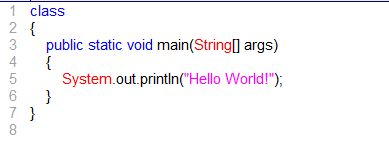 1 class
2 {
3     public static void main(String[] args)
4     {
5         System.out.println("Hello World!");
6     }
7 }
8